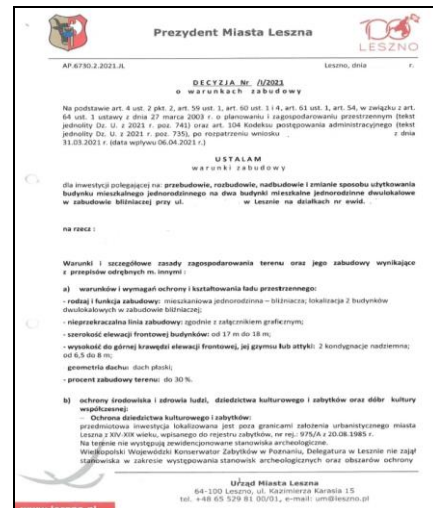 Prezydent Miasta Leszna
LESZNO
AP.6730.2.2021.JL
Leszno, dnia r.
DECYZJA Nr /I/2021
o warunkach zabudowy
Na podstawie art. 4 ust. 2 pkt. 2, art. 59 ust. 1, art. 60 ust. 1 i 4, art. 61 ust. 1, art. 54, w związku z art.
64 ust. 1 ustawy z dnia 27 marca 2003 r. o planowaniu i zagospodarowaniu przestrzennym (tekst
jednolity Dz. U. z 2021 r. poz. 741) oraz art. 104 Kodeksu postępowania administracyjnego (tekst
jednolity Dz. U. z 2021 r. poz. 735), po rozpatrzeniu wniosku z dnia
31.03.2021 r. (data wpływu 06.04.2021 r.)
USTALAM
warunki zabudowy
dla inwestycji polegającej na: przebudowie, rozbudowie, nadbudowie i zmianie sposobu użytkowania
budynku mieszkalnego jednorodzinnego na dwa budynki mieszkalne jednorodzinne dwulokalowe
w zabudowie bliźniaczej przy ul. w Lesznie na działkach nr ewid. .
na rzecz :
Warunki i szczegółowe zasady zagospodarowania terenu oraz jego zabudowy wynikające
z przepisów odrębnych m. innymi :
a) warunków i wymagań ochrony i kształtowania ładu przestrzennego:
- rodzaj i funkcja zabudowy: mieszkaniowa jednorodzinna – bliźniacza; lokalizacja 2 budynków
dwulokalowych w zabudowie bliźniaczej;
- nieprzekraczalna linia zabudowy: zgodnie z załącznikiem graficznym;
- szerokość elewacji frontowej budynków: od 17 m do 18 m;
- wysokość do górnej krawędzi elewacji frontowej, jej gzymsu lub attyki: 2 kondygnacje nadziemna;
od 6,5 do 8 m;
geometria dachu: dach płaski;
- procent zabudowy terenu: do 30 %.
b) ochrony środowiska i zdrowia ludzi, dziedzictwa kulturowego i zabytków oraz dóbr kultury
współczesnej:
- Ochrona dziedzictwa kulturowego i zabytków:
przedmiotowa inwestycja lokalizowana jest poza granicami założenia urbanistycznego miasta
Leszna z XIV-XIX wieku, wpisanego do rejestru zabytków, nr rej.: 975/A z 20.08.1985 r.
Na terenie nie występują zewidencjonowane stanowiska archeologiczne.
Wielkopolski Wojewódzki Konserwator Zabytków w Poznaniu, Delegatura w Lesznie nie zajął
stanowiska w zakresie występowania stanowisk archeologicznych oraz obszarów ochrony
Urząd Miasta Leszna
64-100 Leszno, ul. Kazimierza Karasia 15
tel. +48 65 529 81 00/01, e-mail: um@leszno.pl
www.leszno.pl